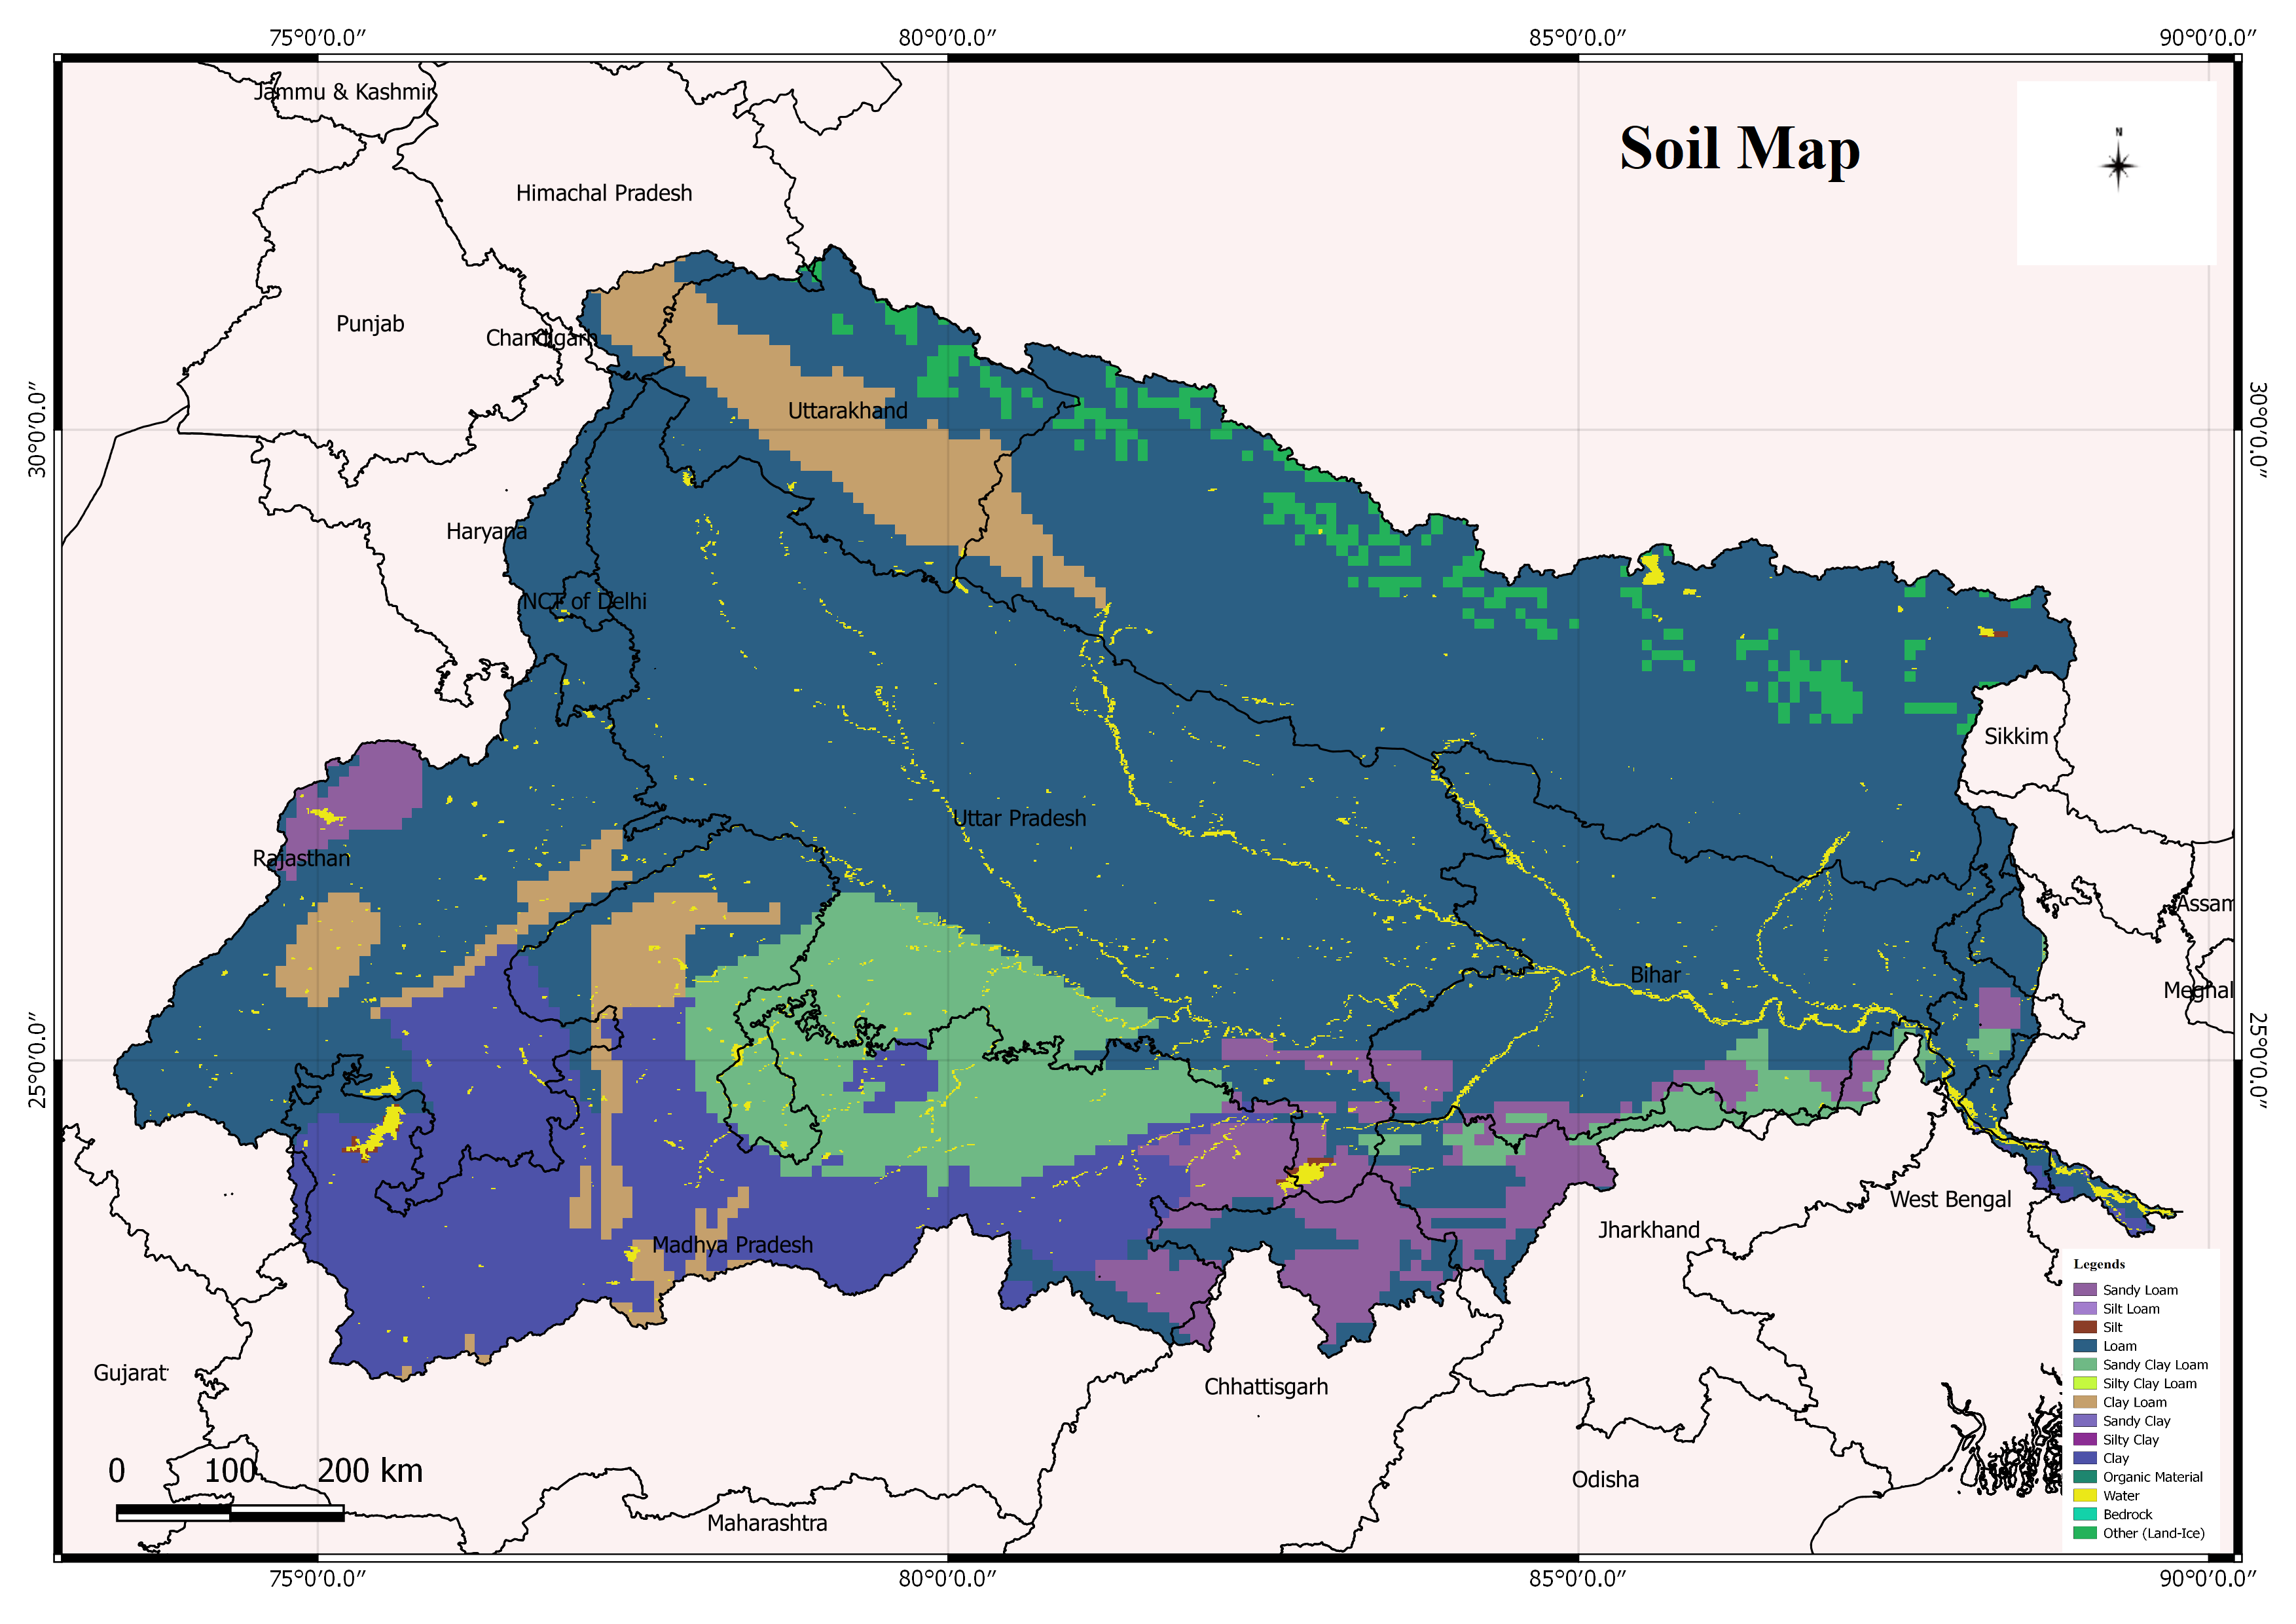 75°0′0.0″ 80°0′0.0″ 85°0′0.0″ 90°0′0.0″
Jammu & Kashmir
Soil Map
N
Himachal Pradesh
Punjab
Chandigarh
Uttarakhand
30°0′0.0″ 30°0′0.0″
Haryana
NCT of Delhi
Sikkim
Uttar Pradesh
Rajasthan
Assam
Bihar
Meghal
25°0′0.0″ 25°0′0.0″
West Bengal
Jharkhand
Madhya Pradesh
Legends
Sandy Loam
Silt Loam
Silt
Loam
Sandy Clay Loam
Silty Clay Loam
Clay Loam
Sandy Clay
Silty Clay
Clay
Organic Material
Water
Bedrock
Other (Land-Ice)
Gujarat
Chhattisgarh
0 100 200 km
Odisha
Maharashtra
75°0′0.0″ 80°0′0.0″ 85°0′0.0″ 90°0′0.0″